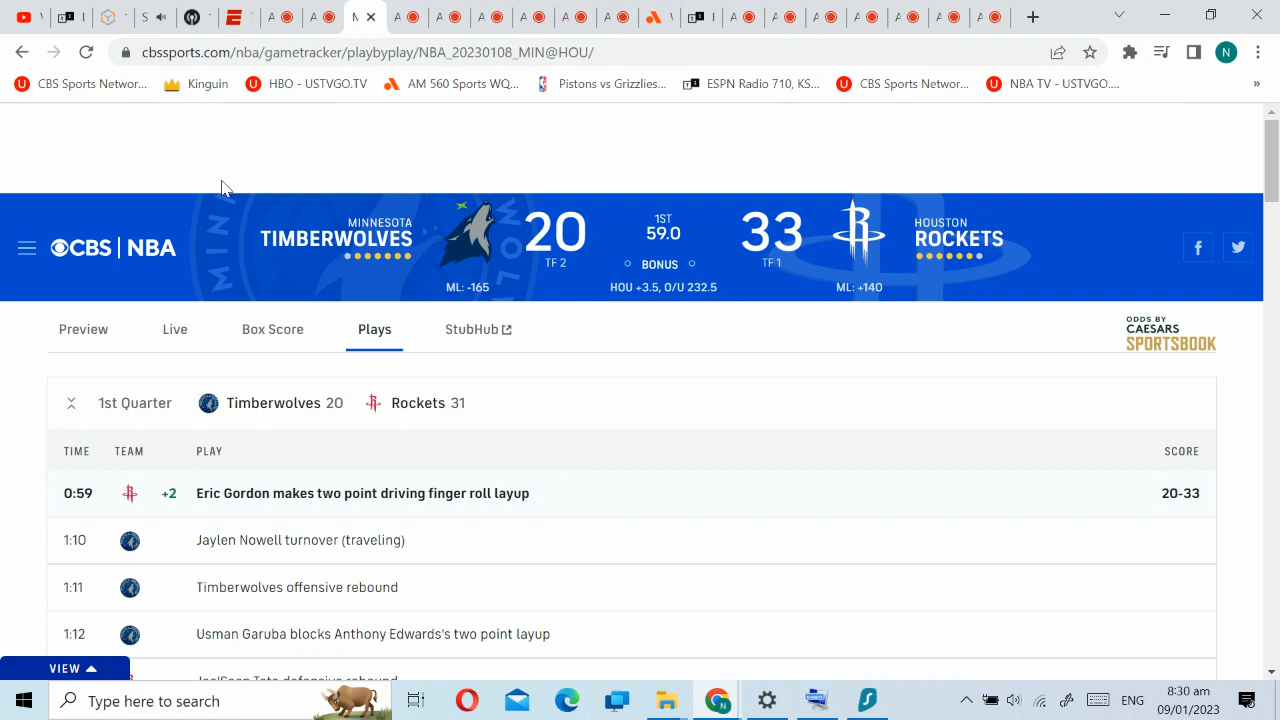 cbssports.com/nba/gametracker/playbyplay/NBA_20230108_MIN@HOU/
N
CBS Sports Networ...
Kinguin
HBO - USTVGO.TV
AM 560 Sports WQ...
Pistons vs Grizzlies...
ESPN Radio 710, KS...
CBS Sports Networ...
NBA TV - USTVGO....
»
CBS | NBA
MINNESOTA
TIMBERWOLVES
20
TF 2
ML: -165
1ST
59.0
BONUS
HOU +3.5, O/U 232.5
33
TF 1
ML: +140
HOUSTON
ROCKETS
Preview
Live
Box Score
Plays
StubHub
ODDS BY
CAESARS
SPORTSBOOK
1st Quarter Timberwolves 20 Rockets 31
TIME TEAM PLAY SCORE
0:59 +2 Eric Gordon makes two point driving finger roll layup 20-33
1:10 Jaylen Nowell turnover (traveling)
1:11 Timberwolves offensive rebound
1:12 Usman Garuba blocks Anthony Edwards's two point layup
VIEW
Type here to search
ENG
8:30 am
09/01/2023